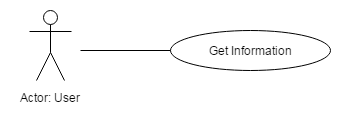 Get Information
Actor: User